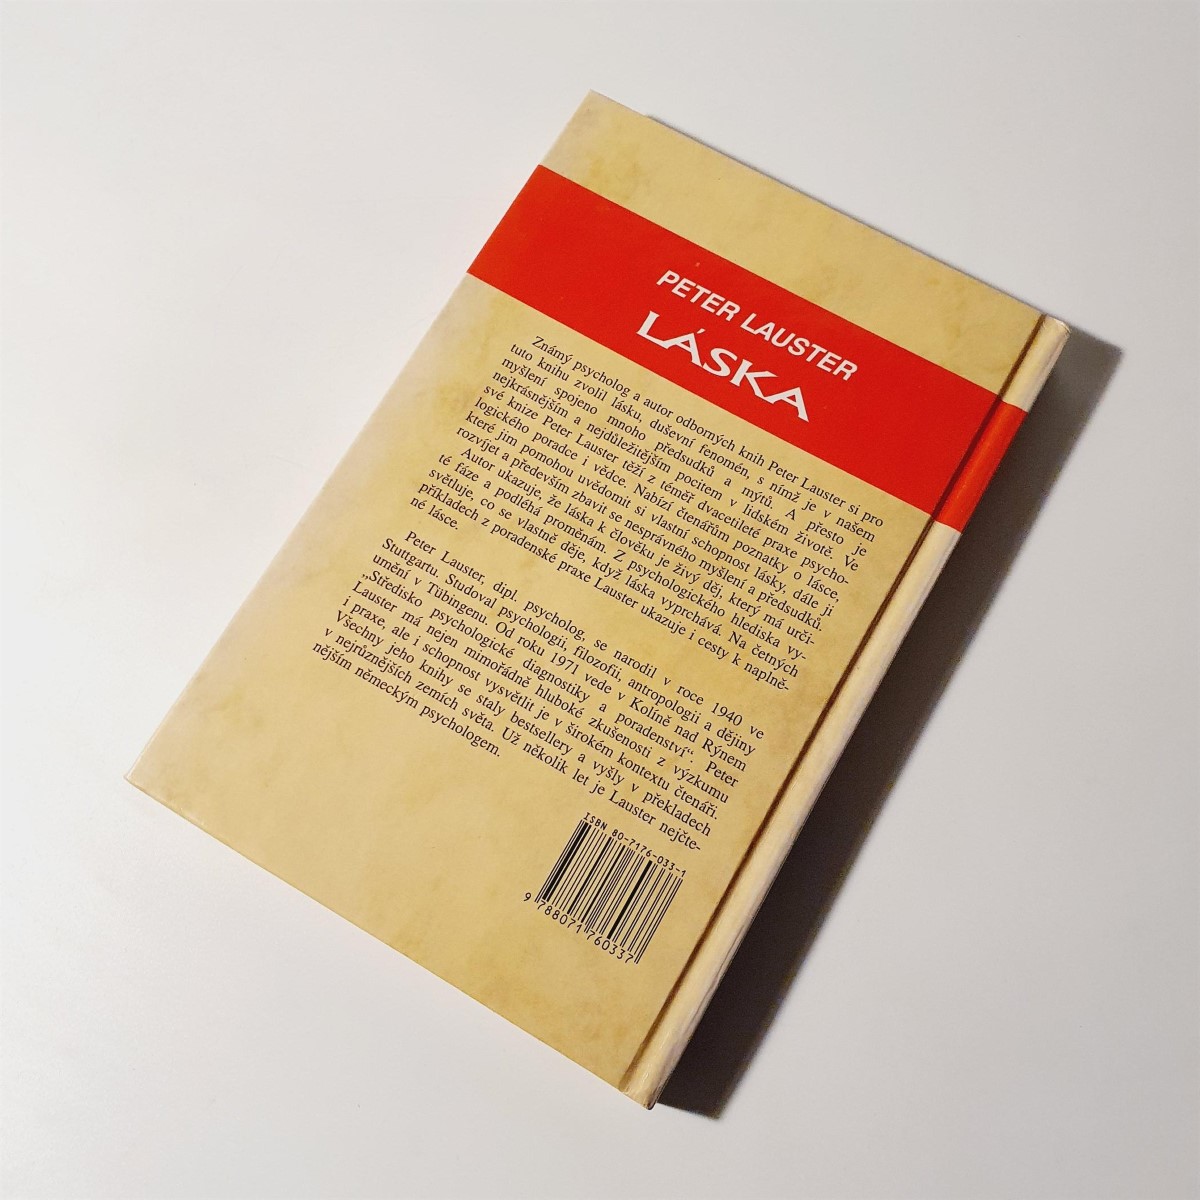 PETER LAUSTER
LÁSKA
Známý psycholog a autor odborných knih Peter Lauster si pro
tuto knihu zvolil lásku, duševní fenomén, s nímž je v našem
myšlení spojeno mnoho předsudků a mýtů. A přesto je
nejkrásnějším a nejdůležitějším pocitem v lidském životě. Ve
své knize Peter Lauster těží z téměř dvacetileté praxe psycho-
logického poradce i vědce. Nabízí čtenářům poznatky o lásce,
které jim pomohou uvědomit si vlastní schopnost lásky, dále ji
rozvíjet a především zbavit se nesprávného myšlení a předsudků.
Autor ukazuje, že láska k člověku je živý děj, který má urči-
té fáze a podléhá proměnám. Z psychologického hlediska vy-
světluje, co se vlastně děje, když láska vyprchává. Na četných
příkladech z poradenské praxe Lauster ukazuje i cesty k naplně-
né lásce.
Peter Lauster, dipl. psycholog, se narodil v roce 1940 ve
Stuttgartu. Studoval psychologii, filozofii, antropologii a dějiny
umění v Tübingenu. Od roku 1971 vede v Kolíně nad Rýnem
„Středisko psychologické diagnostiky a poradenství“. Peter
Lauster má nejen mimořádně hluboké zkušenosti z výzkumu
i praxe, ale i schopnost vysvětlit je v širokém kontextu čtenáři.
Všechny jeho knihy se staly bestsellery a vyšly v překladech
v nejrůznějších zemích světa. Už několik let je Lauster nejčte-
nějším německým psychologem.
ISBN 80-7176-033-1
9 788071 760337